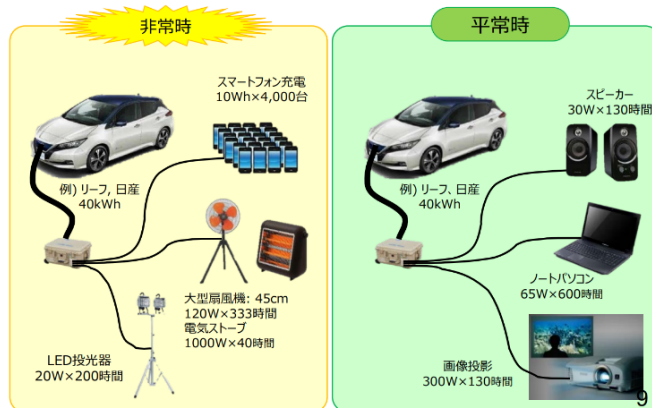 非常時
スマートフォン充電
10Wh×4,000台
例) リーフ, 日産
40kWh
大型扇風機: 45cm
120W×333時間
電気ストーブ
1000W×40時間
LED投光器
20W×200時間
平常時
スピーカー
30W×130時間
例) リーフ、日産
40kWh
ノートパソコン
65W×600時間
画像投影
300W×130時間
9